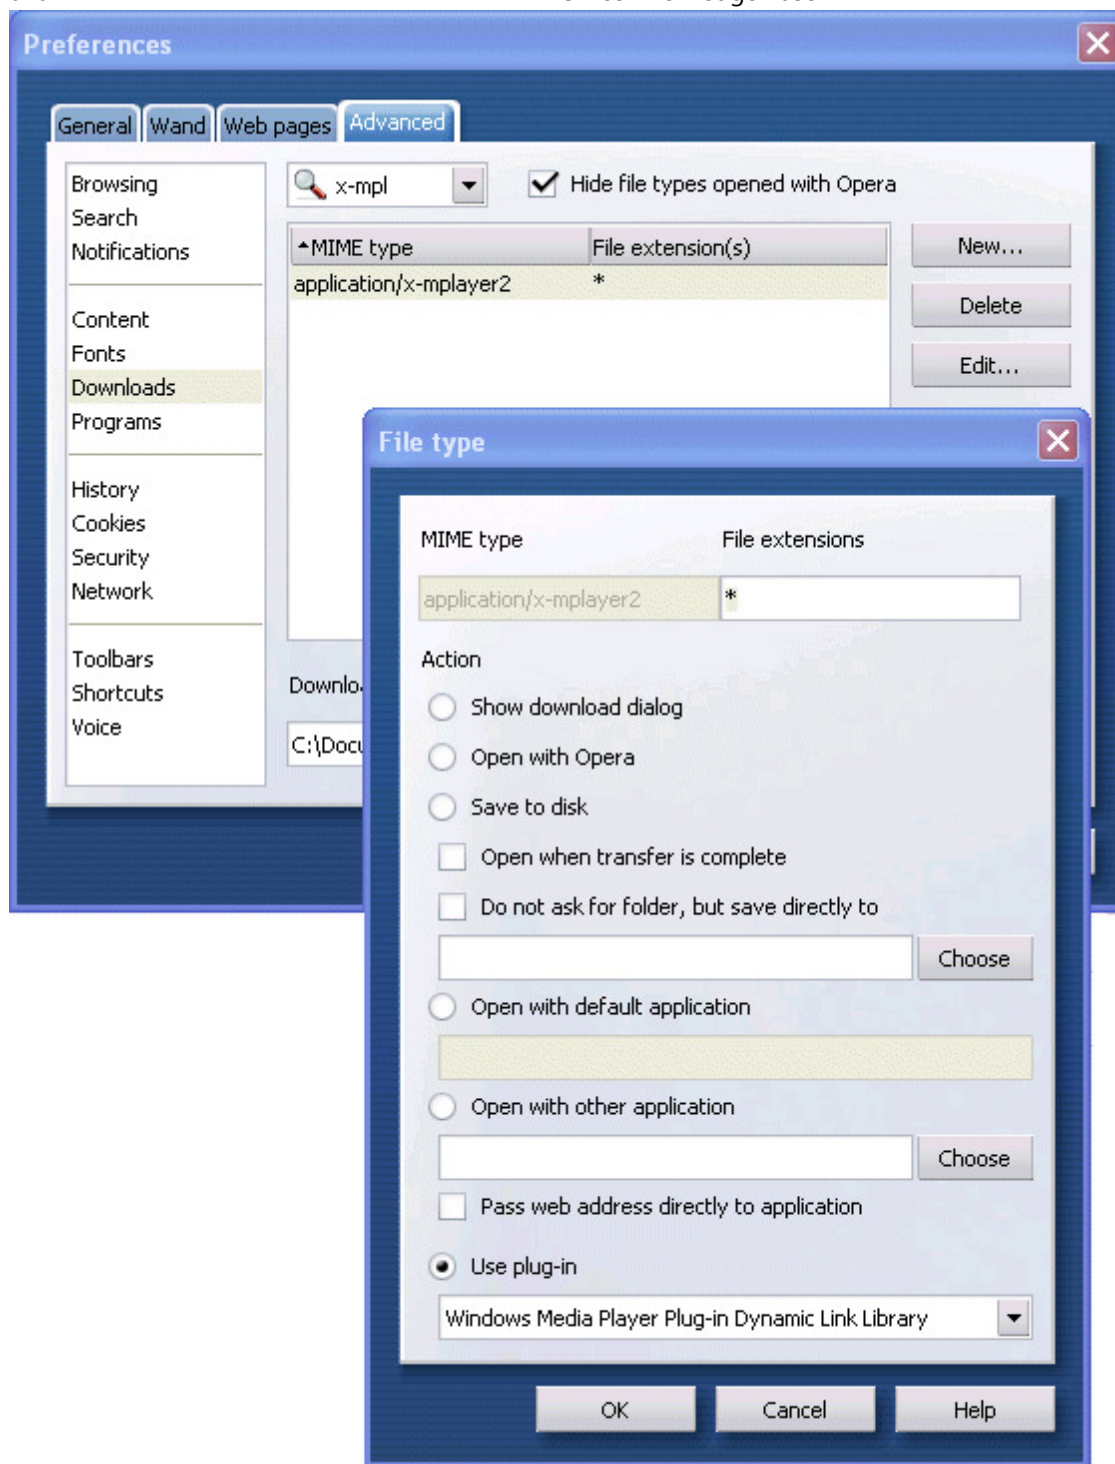 Preferences
General Wand Web pages Advanced
Browsing
Search
Notifications
Content
Fonts
Downloads
Programs
History
Cookies
Security
Network
Toolbars
Shortcuts
Voice
x-mpl
Hide file types opened with Opera
MIME type File extension(s)
application/x-mplayer2 *
New...
Delete
Edit...
Downlo
C:\Docu
File type
MIME type File extensions
application/x-mplayer2 *
Action
Show download dialog
Open with Opera
Save to disk
Open when transfer is complete
Do not ask for folder, but save directly to
Choose
Open with default application
Open with other application
Choose
Pass web address directly to application
Use plug-in
Windows Media Player Plug-in Dynamic Link Library
OK Cancel Help